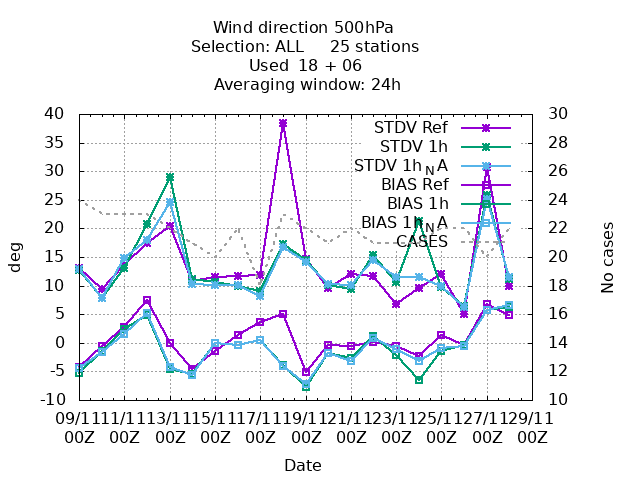 Wind direction 500hPa
Selection: ALL 25 stations
Used 18 + 06
Averaging window: 24h
deg
No cases
40
35
30
25
20
15
10
5
0
-5
-10
30
28
26
24
22
20
18
16
14
12
10
STDV Ref
STDV 1h
STDV 1h_NA
BIAS Ref
BIAS 1h
BIAS 1h_NA
CASES
09/11 11/11 13/11 15/11 17/11 19/11 21/11 23/11 25/11 27/11 29/11
00Z 00Z 00Z 00Z 00Z 00Z 00Z 00Z 00Z 00Z 00Z
Date